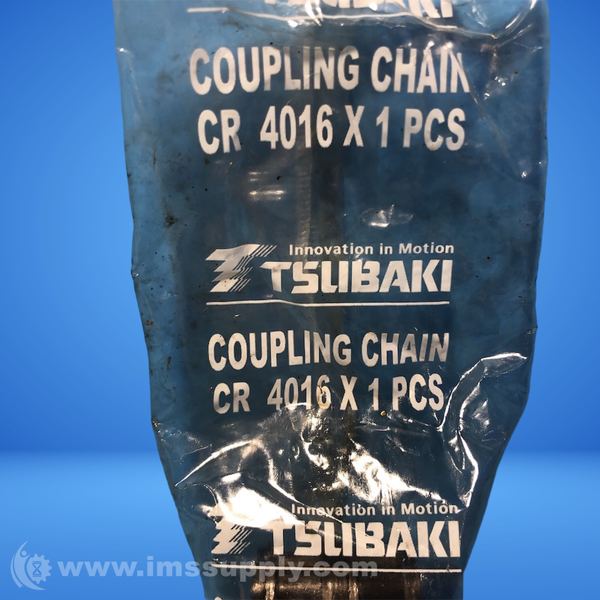 TSUBAKI
COUPLING CHAIN
CR 4016 X 1 PCS
Innovation in Motion
TSUBAKI
COUPLING CHAIN
CR 4016 X 1 PCS
Innovation in Motion
TSUBAKI
www.imssupply.com